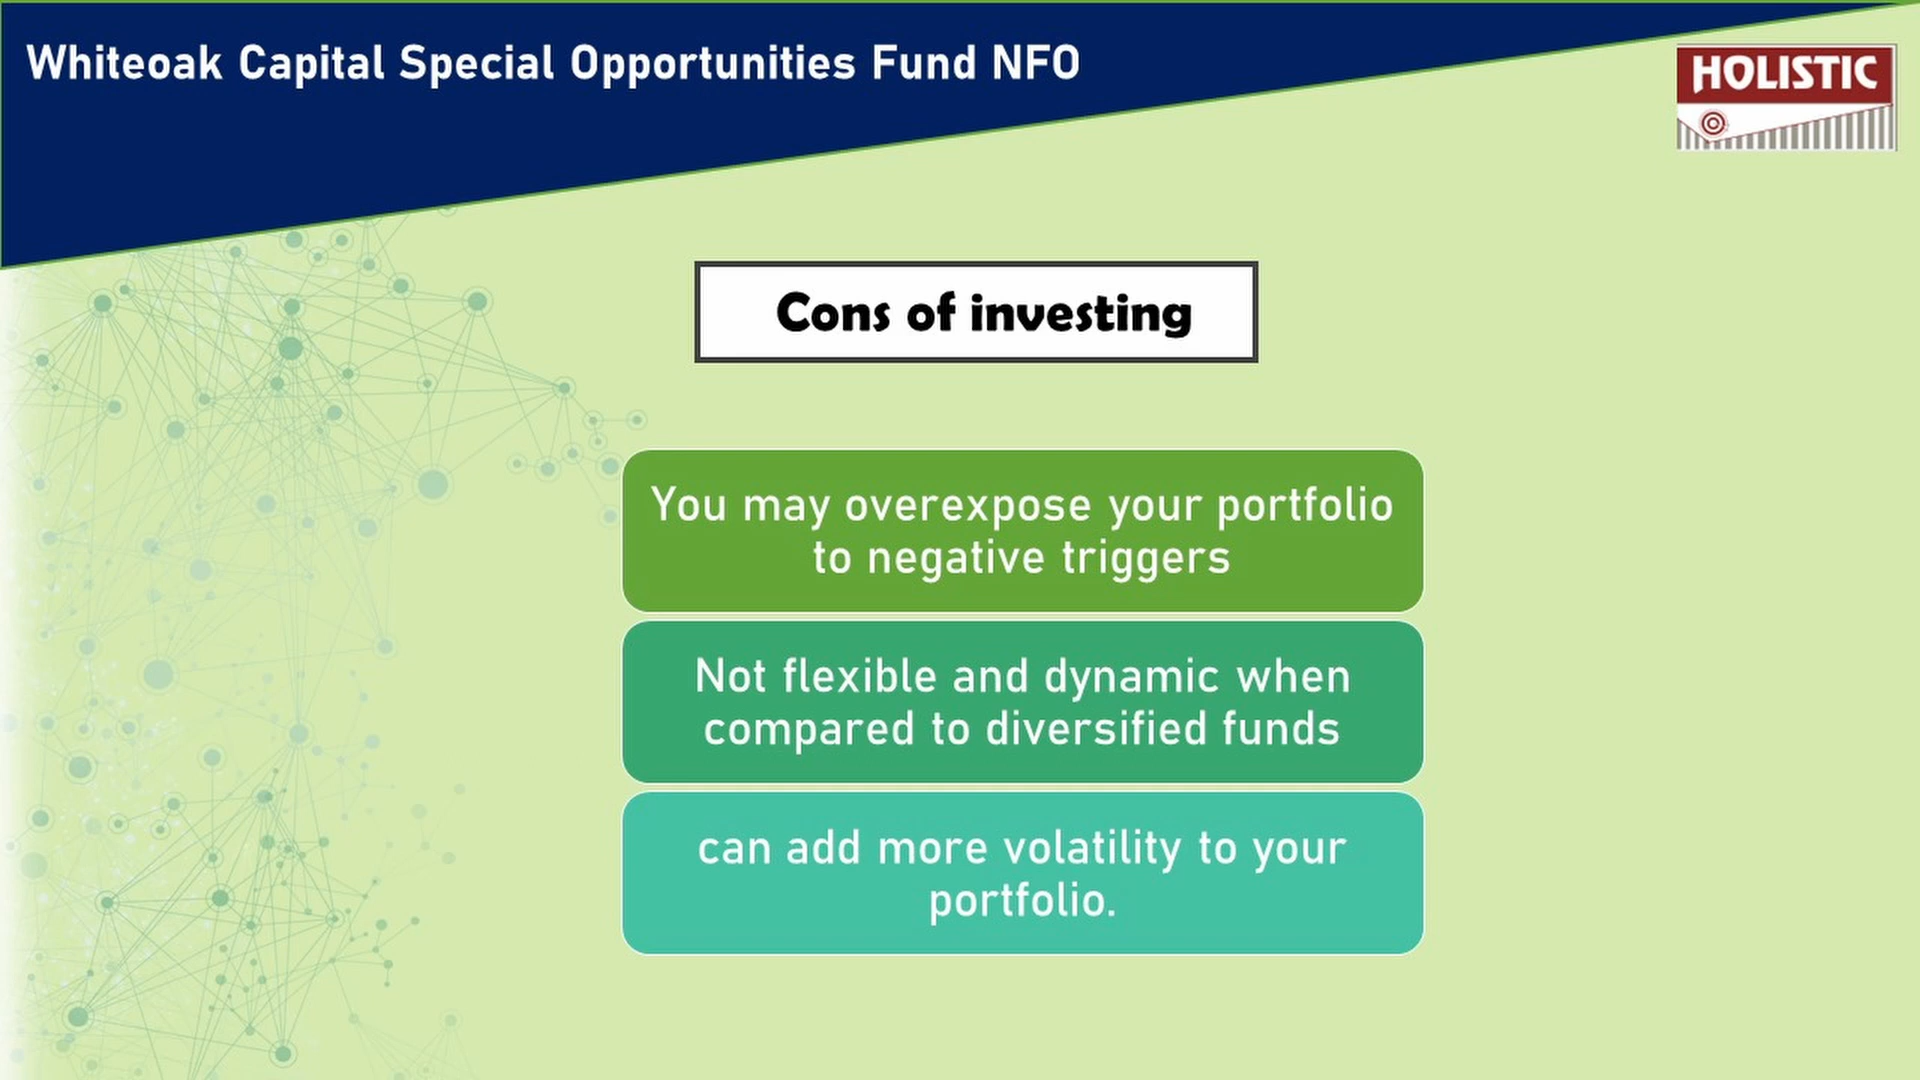 Whiteoak Capital Special Opportunities Fund NFO
HOLISTIC
Cons of investing
You may overexpose your portfolio
to negative triggers
Not flexible and dynamic when
compared to diversified funds
can add more volatility to your
portfolio.